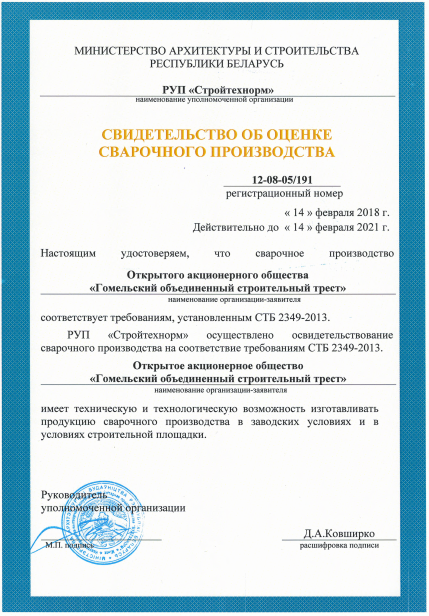 МИНИСТЕРСТВО АРХИТЕКТУРЫ И СТРОИТЕЛЬСТВА
РЕСПУБЛИКИ БЕЛАРУСЬ
РУП «Стройтехнорм»
наименование уполномоченной организации
СВИДЕТЕЛЬСТВО ОБ ОЦЕНКЕ
СВАРОЧНОГО ПРОИЗВОДСТВА
12-08-05/191
регистрационный номер
« 14 » февраля 2018 г.
Действительно до « 14 » февраля 2021 г.
Настоящим удостоверяем, что сварочное производство
Открытого акционерного общества
«Гомельский объединенный строительный трест»
наименование организации-заявителя
соответствует требованиям, установленным СТБ 2349-2013.
РУП «Стройтехнорм» осуществлено освидетельствование
сварочного производства на соответствие требованиям СТБ 2349-2013.
Открытое акционерное общество
«Гомельский объединенный строительный трест»
наименование организации-заявителя
имеет техническую и технологическую возможность изготавливать
продукцию сварочного производства в заводских условиях и в
условиях строительной площадки.
Руководитель
уполномоченной организации
Д.А.Ковширко
М.П. подпись
расшифровка подписи